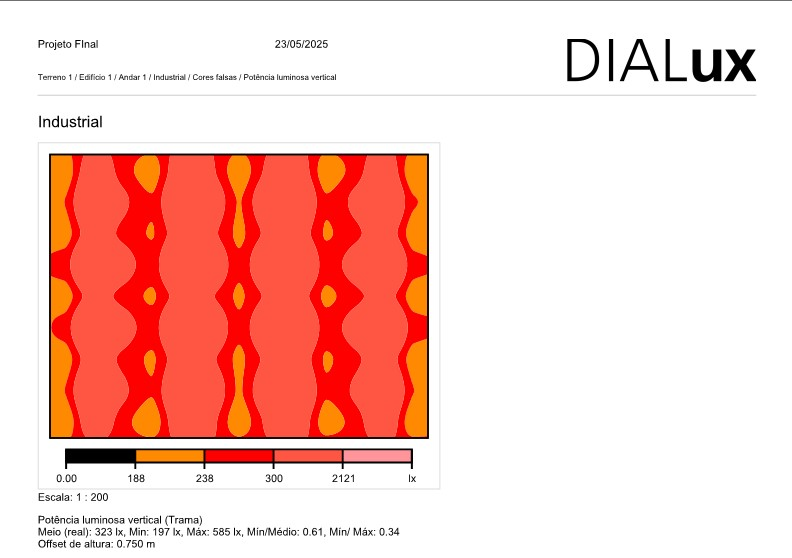 Projeto FInal 23/05/2025
DIALux
Terreno 1 / Edifício 1 / Andar 1 / Industrial / Cores falsas / Potência luminosa vertical
Industrial
0.00 188 238 300 2121 lx
Escala: 1 : 200
Potência luminosa vertical (Trama)
Meio (real): 323 lx, Min: 197 lx, Máx: 585 lx, Mín/Médio: 0.61, Mín/ Máx: 0.34
Offset de altura: 0.750 m